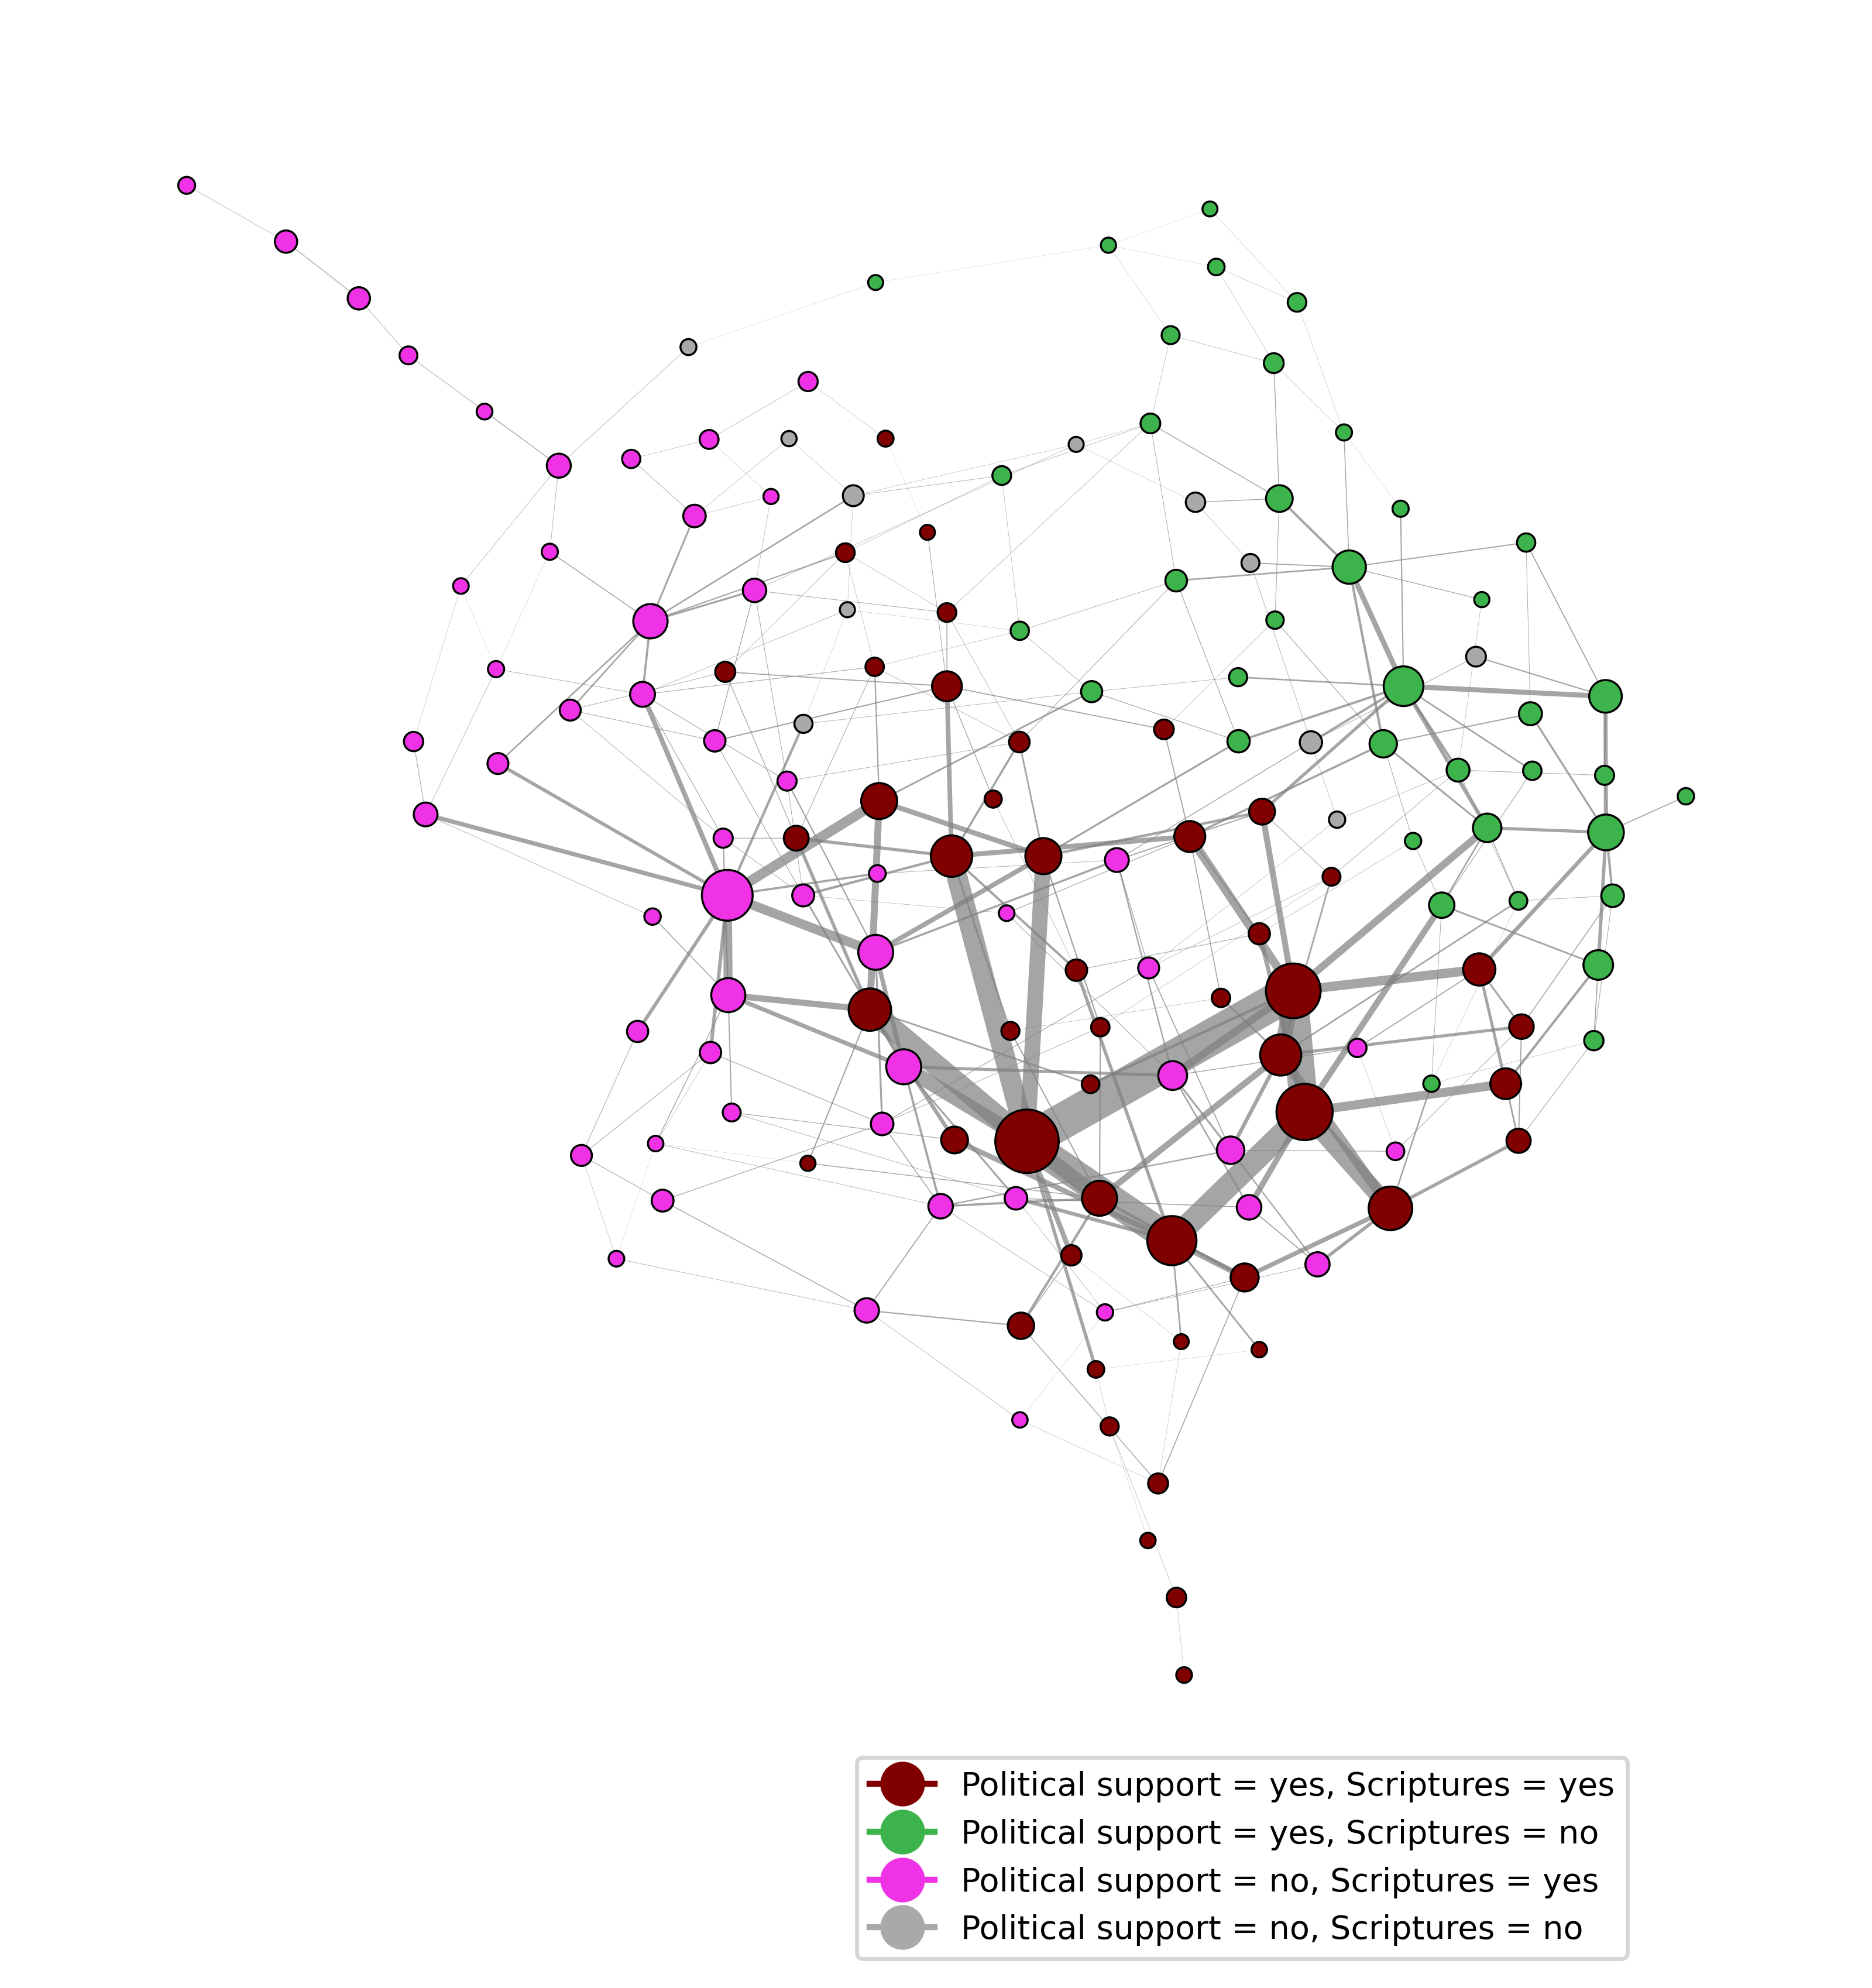 Political support = yes, Scriptures = yes
Political support = yes, Scriptures = no
Political support = no, Scriptures = yes
Political support = no, Scriptures = no